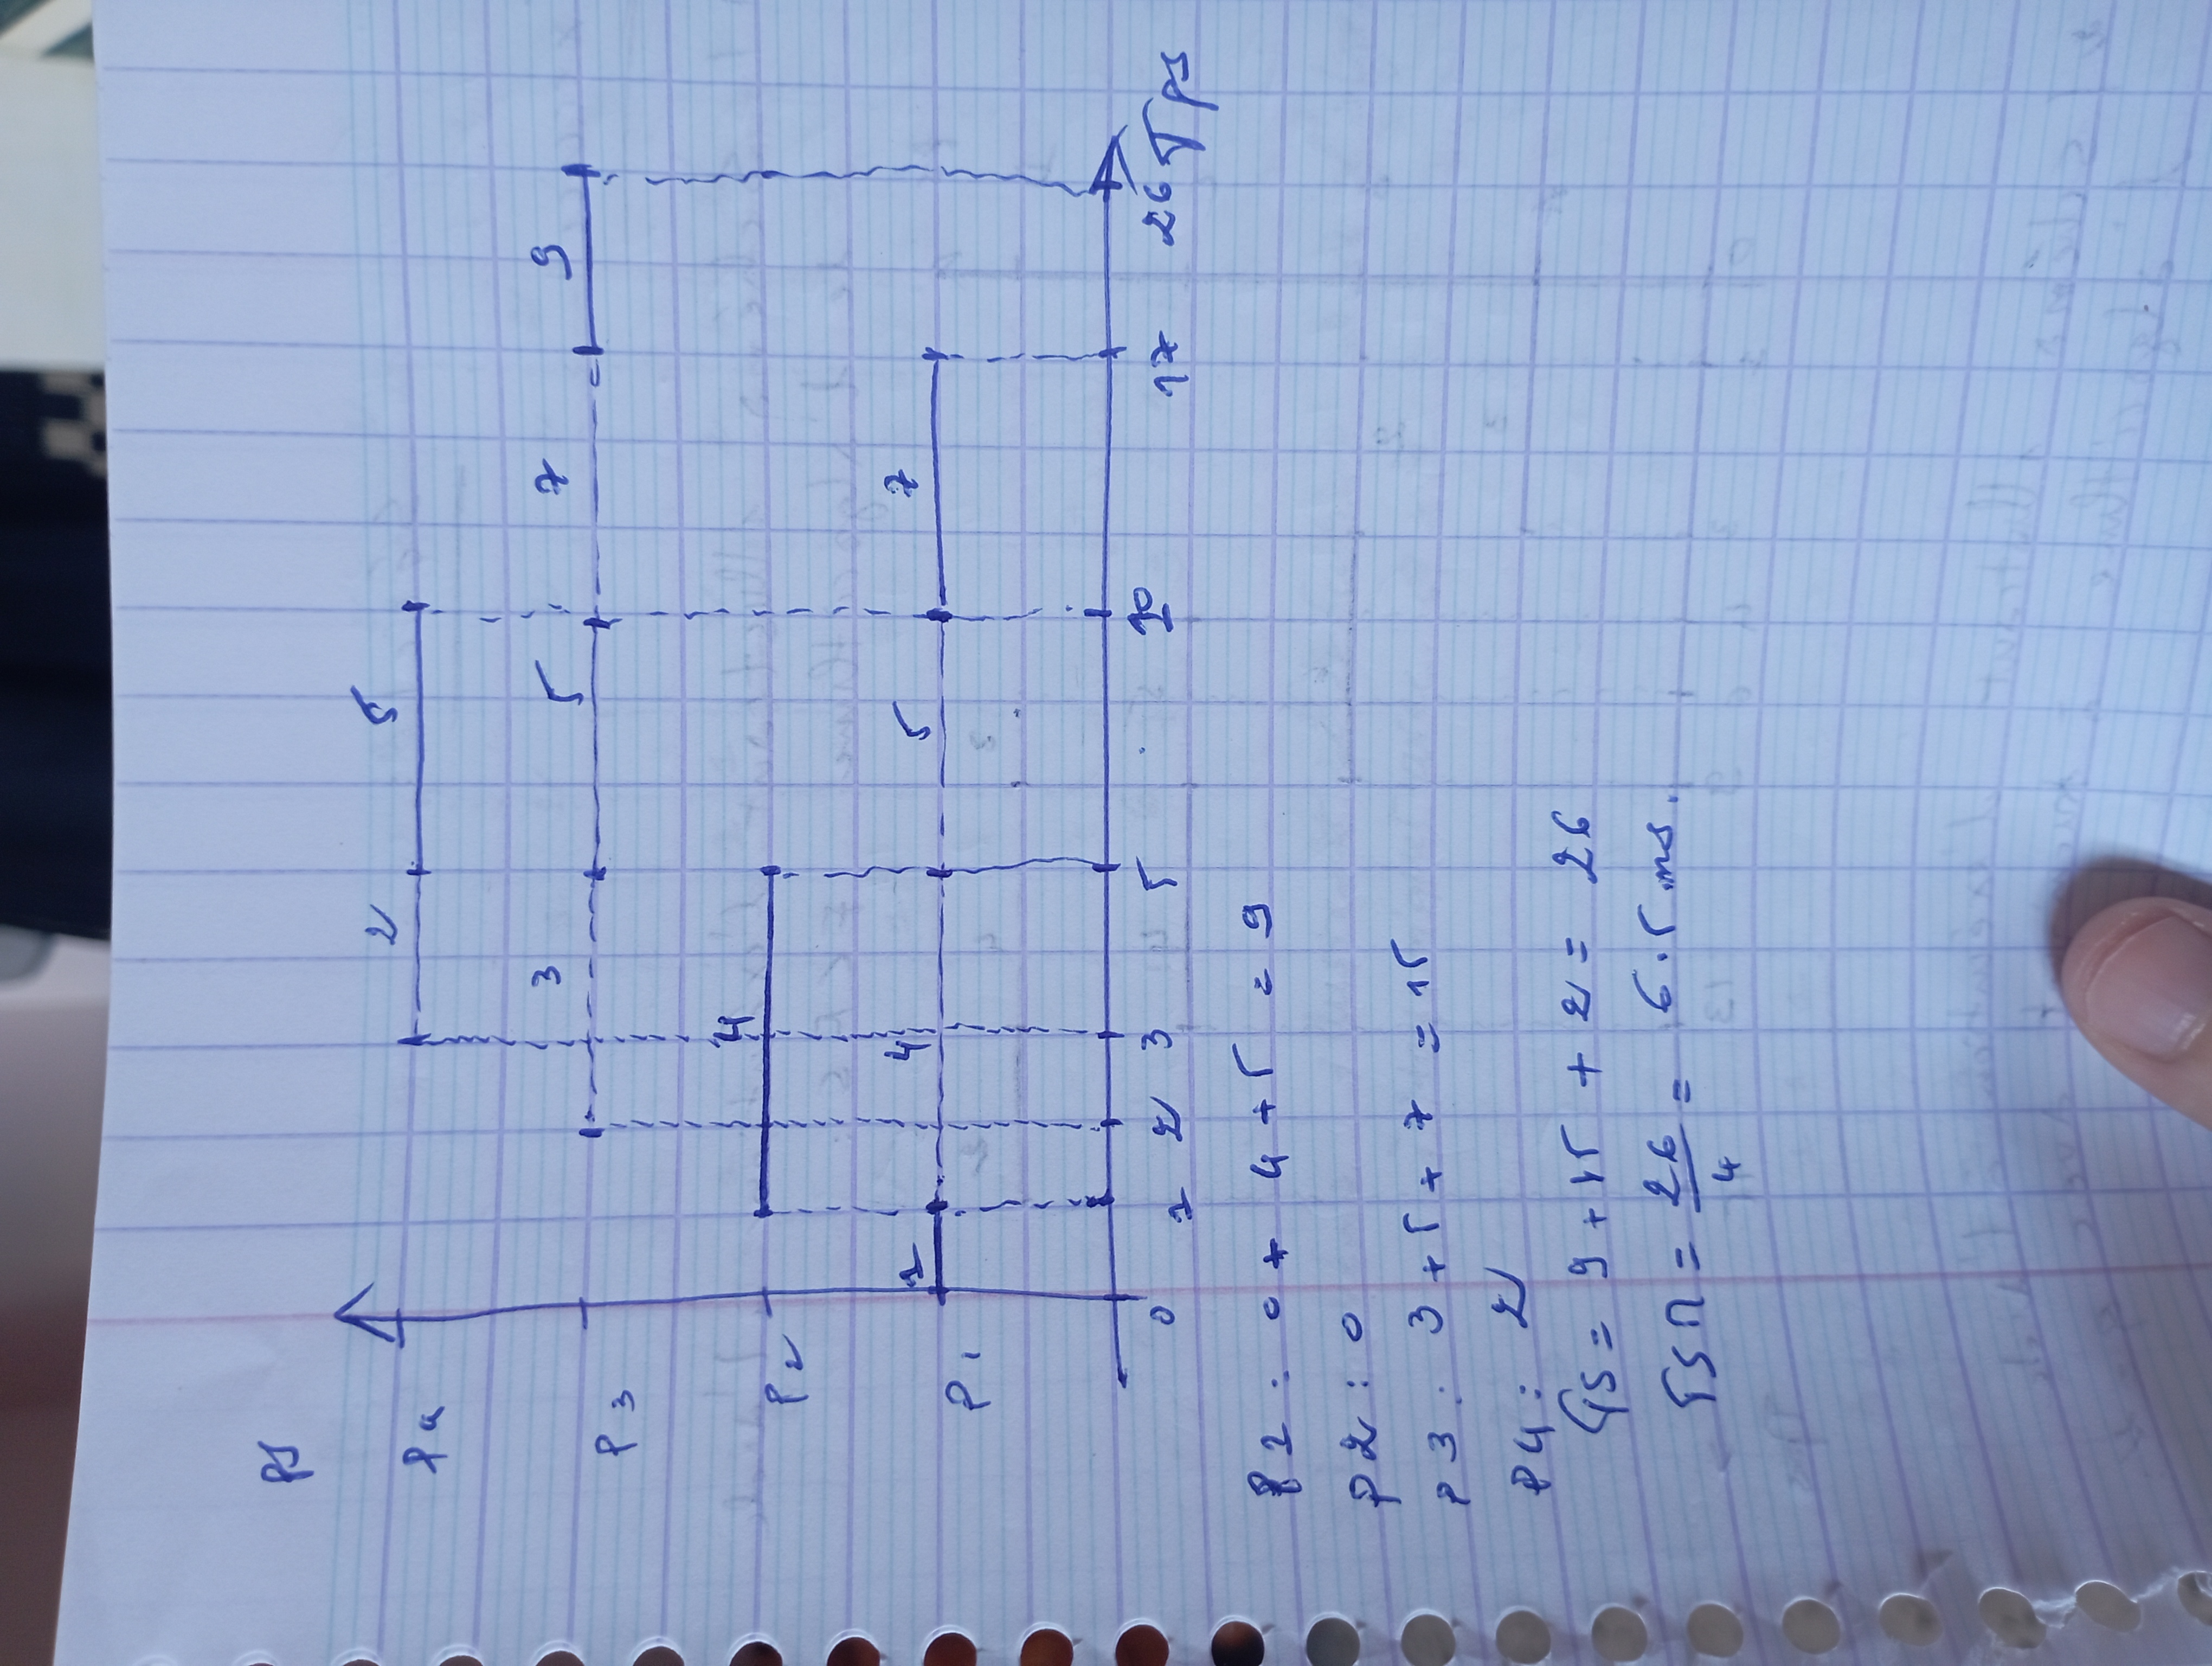 ps
P4 2 5
P3 3 5 7 9
P2 4
P1 1 4 5 7
0 1 2 3 5 10 17 26 Tps
P1 : 0 + 4 + 5 = 9
P2 : 0
P3 : 3 + 5 + 7 = 15
P4 : 2
TS = 9 + 15 + 2 = 26
TSM = 26/4 = 6.5 ms.